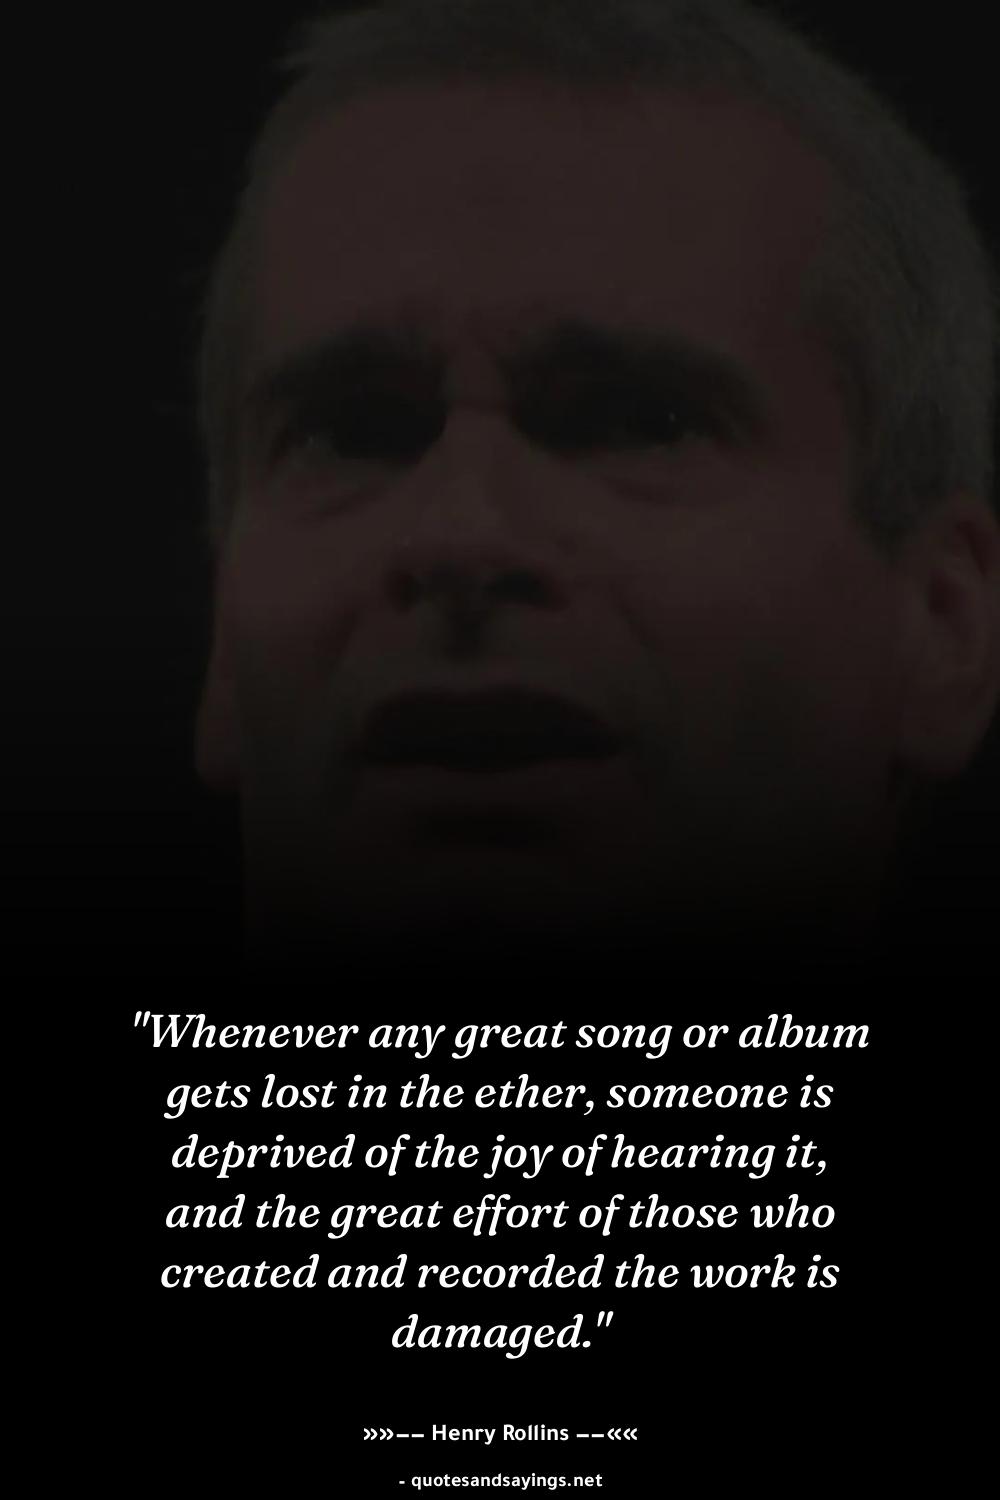 "Whenever any great song or album
gets lost in the ether, someone is
deprived of the joy of hearing it,
and the great effort of those who
created and recorded the work is
damaged."
»»−− Henry Rollins −−««
- quotesandsayings.net